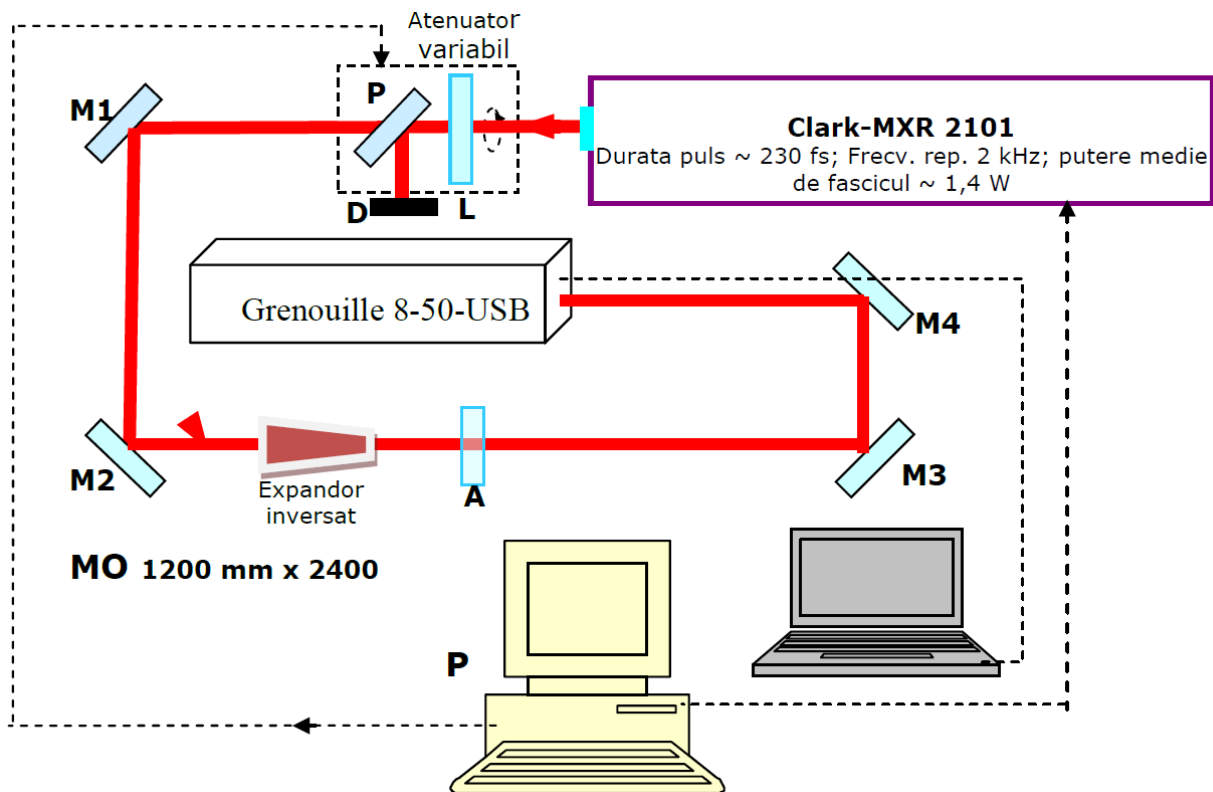 Atenuator
variabil
M1
P
Clark-MXR 2101
Durata puls ~ 230 fs; Frecv. rep. 2 kHz; putere medie
de fascicul ~ 1,4 W
D
L
Grenouille 8-50-USB
M4
M2
Expandor
inversat
A
M3
MO 1200 mm x 2400
P